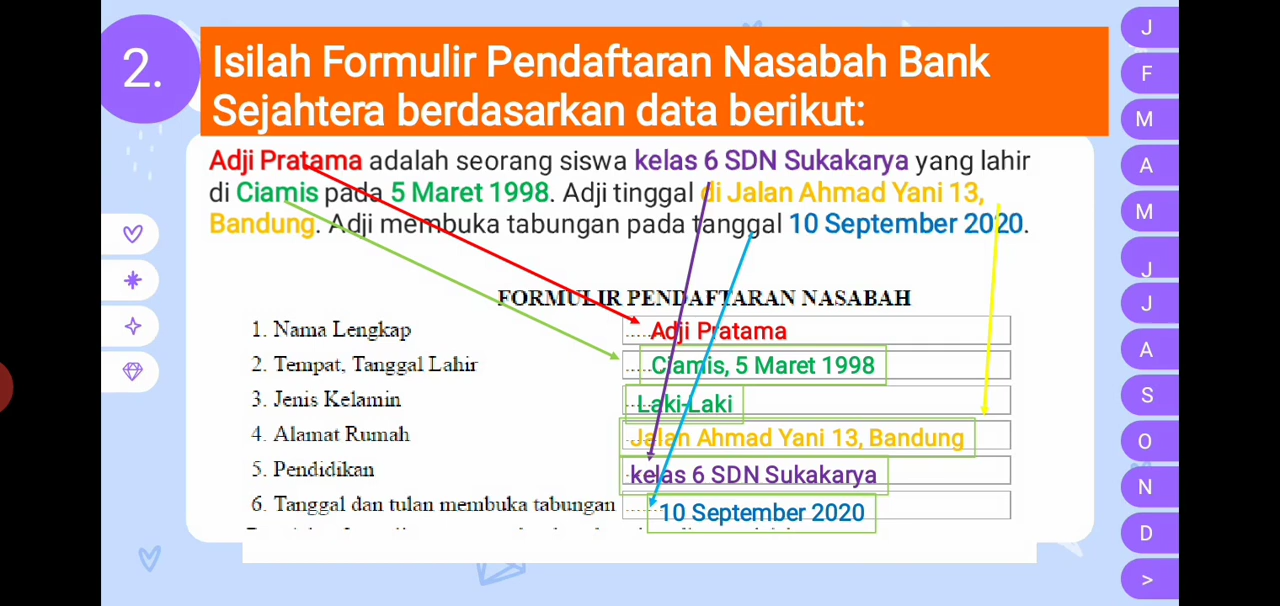 2.
Isilah Formulir Pendaftaran Nasabah Bank
Sejahtera berdasarkan data berikut:
Adji Pratama adalah seorang siswa kelas 6 SDN Sukakarya yang lahir
di Ciamis pada 5 Maret 1998. Adji tinggal di Jalan Ahmad Yani 13,
Bandung. Adji membuka tabungan pada tanggal 10 September 2020.
FORMULIR PENDAFTARAN NASABAH
1. Nama Lengkap ..... Adji Pratama
2. Tempat, Tanggal Lahir ..... Ciamis, 5 Maret 1998
3. Jenis Kelamin Laki-Laki
4. Alamat Rumah Jalan Ahmad Yani 13, Bandung
5. Pendidikan kelas 6 SDN Sukakarya
6. Tanggal dan tulan membuka tabungan ..... 10 September 2020
J
F
M
A
M
J
J
A
S
O
N
D
>